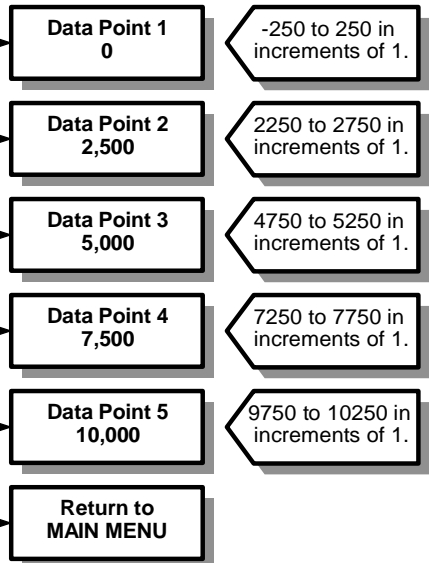 Data Point 1
0
-250 to 250 in
increments of 1.
Data Point 2
2,500
2250 to 2750 in
increments of 1.
Data Point 3
5,000
4750 to 5250 in
increments of 1.
Data Point 4
7,500
7250 to 7750 in
increments of 1.
Data Point 5
10,000
9750 to 10250 in
increments of 1.
Return to
MAIN MENU